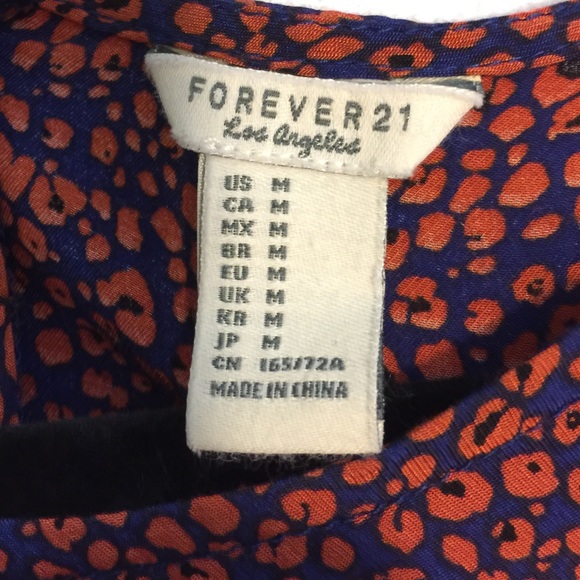 FOREVER 21
Los Angeles
US M
CA M
MX M
BR M
EU M
UK M
KR M
JP M
CN 165/72A
MADE IN CHINA